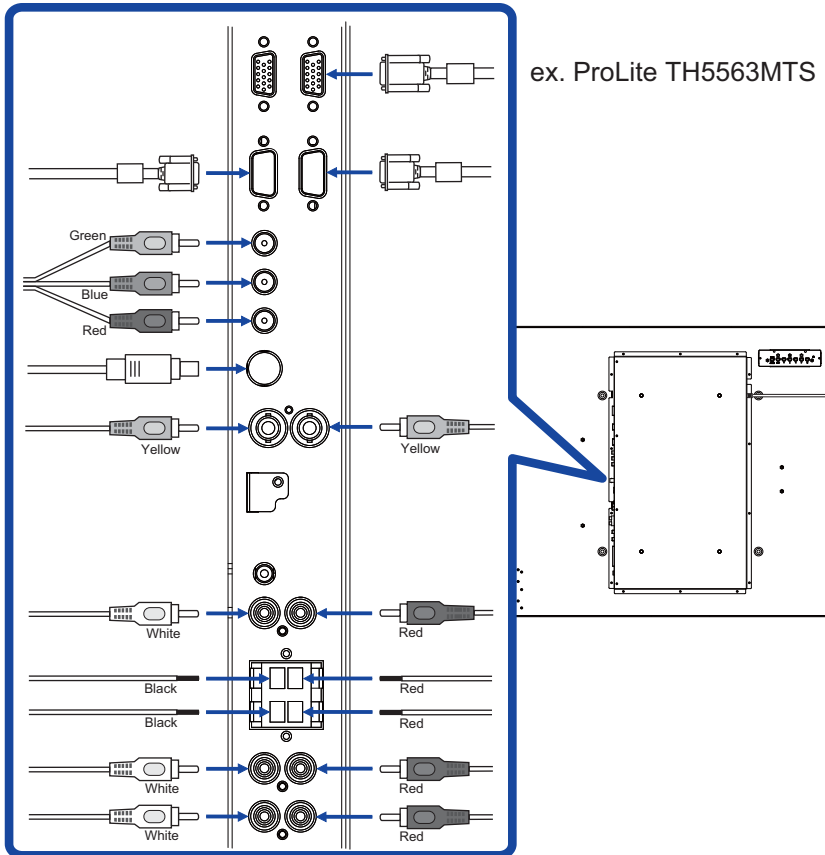 ex. ProLite TH5563MTS
Green
Blue
Red
Yellow
Yellow
White
Red
Black
Red
Black
Red
White
Red
White
Red